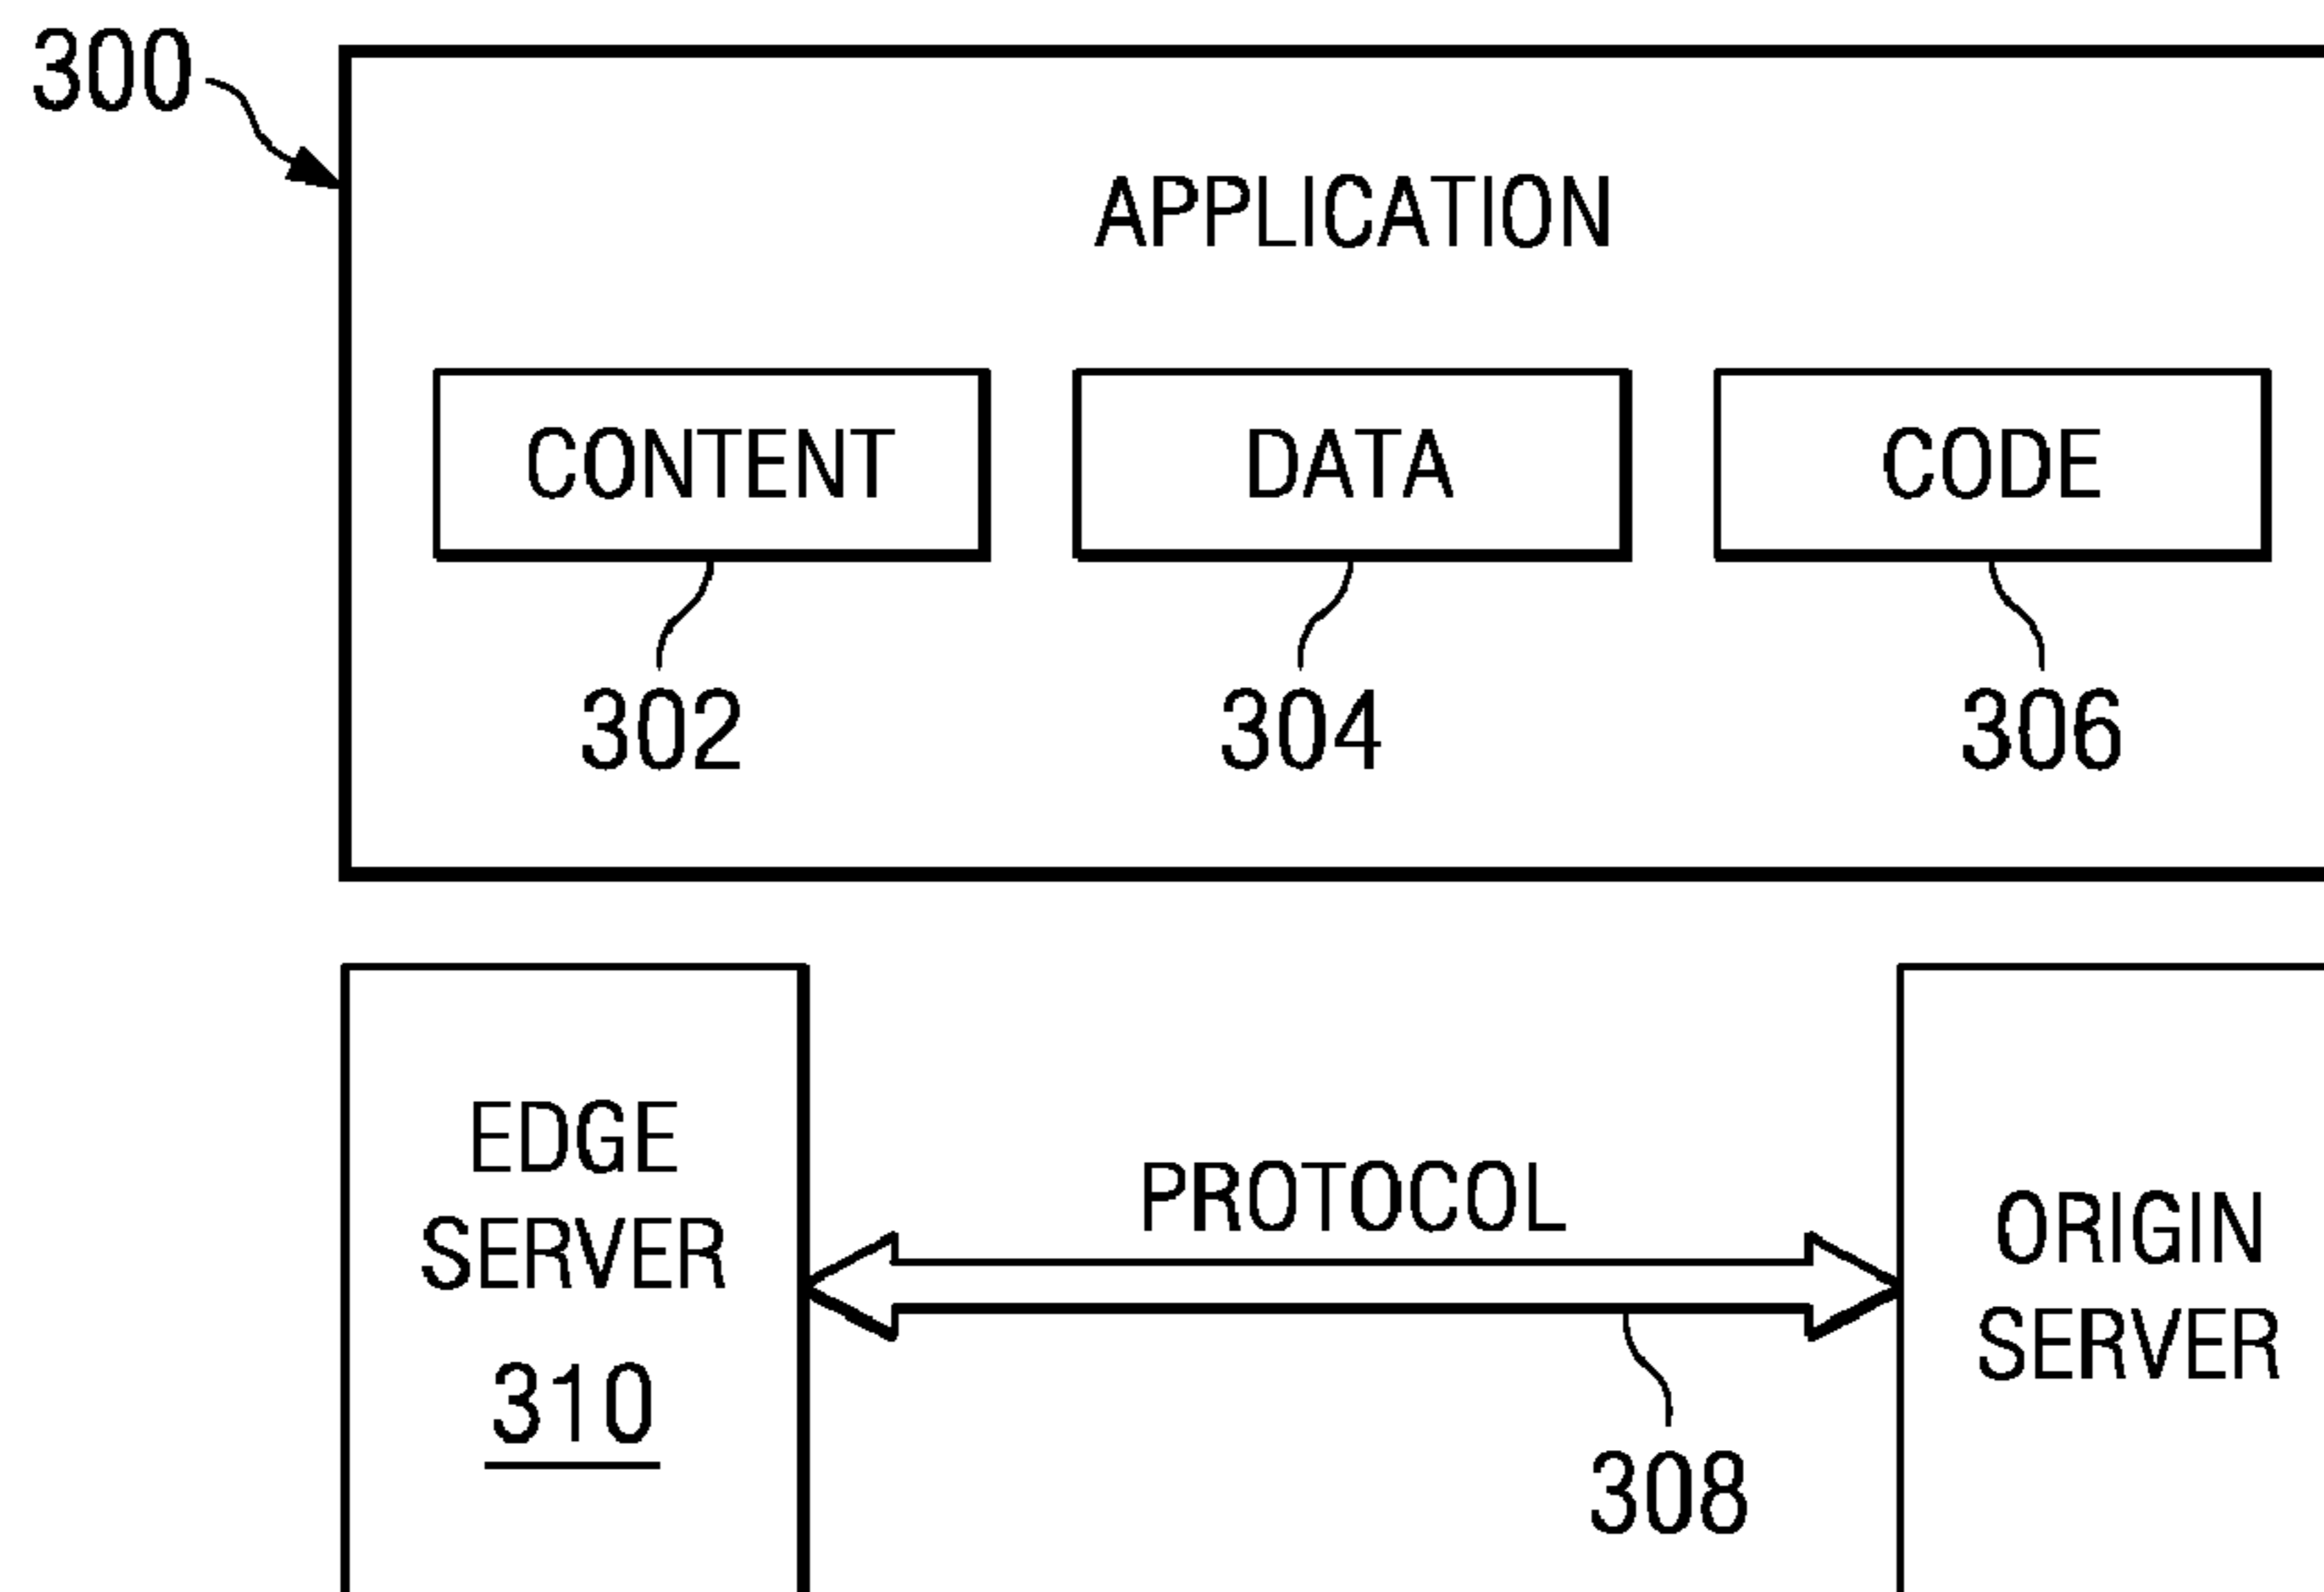 300
APPLICATION
CONTENT
DATA
CODE
302
304
306
EDGE
SERVER
310
PROTOCOL
308
ORIGIN
SERVER